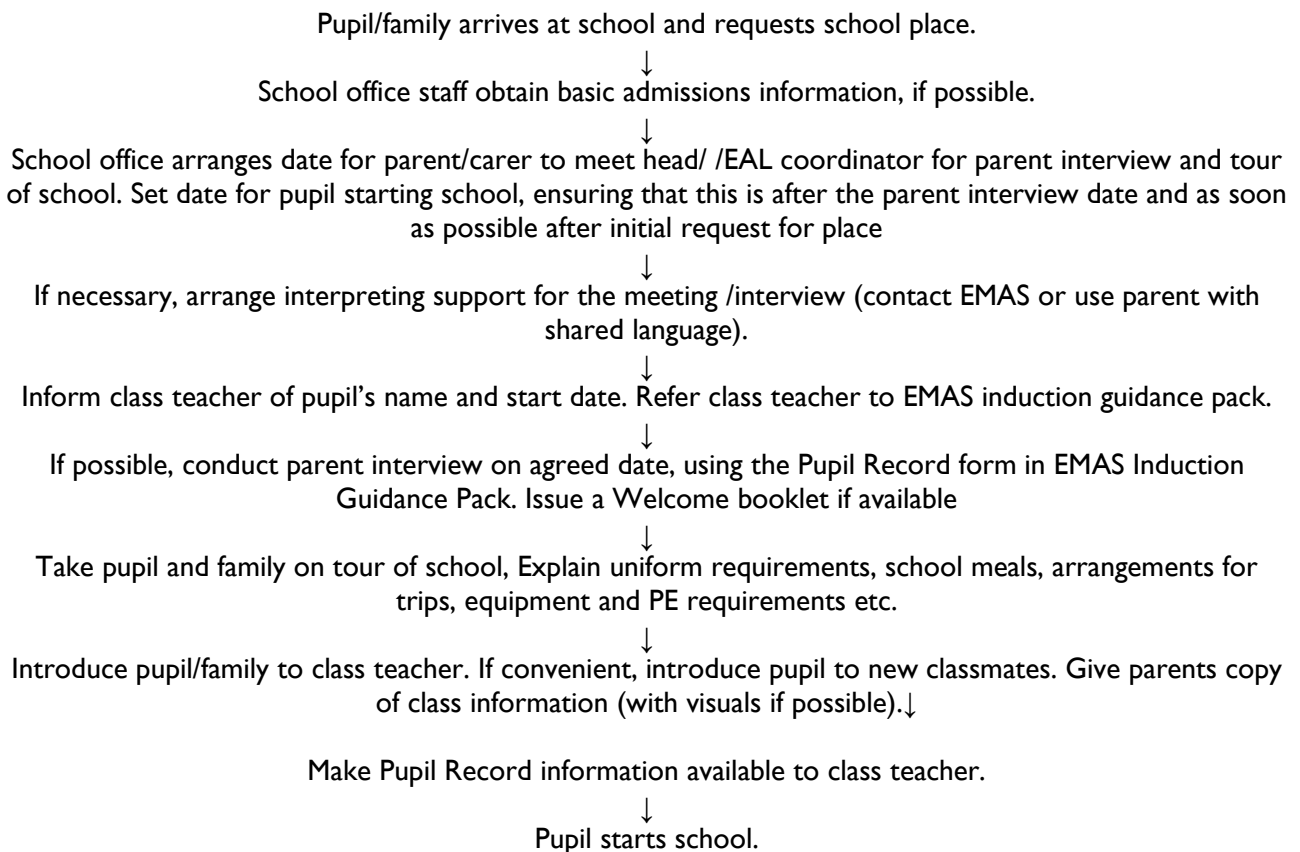 Pupil/family arrives at school and requests school place.
↓
School office staff obtain basic admissions information, if possible.
↓
School office arranges date for parent/carer to meet head/ /EAL coordinator for parent interview and tour
of school. Set date for pupil starting school, ensuring that this is after the parent interview date and as soon
as possible after initial request for place
↓
If necessary, arrange interpreting support for the meeting /interview (contact EMAS or use parent with
shared language).
↓
Inform class teacher of pupil’s name and start date. Refer class teacher to EMAS induction guidance pack.
↓
If possible, conduct parent interview on agreed date, using the Pupil Record form in EMAS Induction
Guidance Pack. Issue a Welcome booklet if available
↓
Take pupil and family on tour of school, Explain uniform requirements, school meals, arrangements for
trips, equipment and PE requirements etc.
↓
Introduce pupil/family to class teacher. If convenient, introduce pupil to new classmates. Give parents copy
of class information (with visuals if possible).↓
Make Pupil Record information available to class teacher.
↓
Pupil starts school.